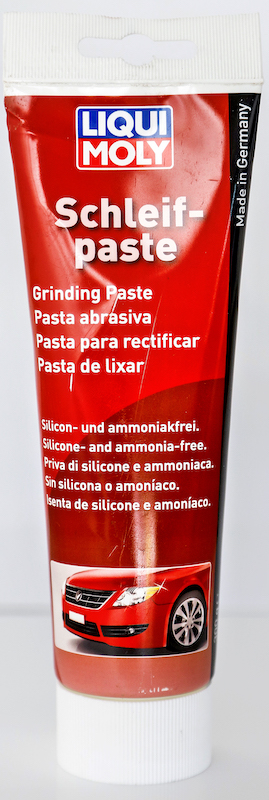 LIQUI
MOLY
Made in Germany
Schleif-
paste
Grinding Paste
Pasta abrasiva
Pasta para rectificar
Pasta de lixar
Silicon- und ammoniakfrei.
Silicone- and ammonia-free.
Priva di silicone e ammoniaca.
Sin silicona o amoníaco.
Isenta de silicone e amoníaco.